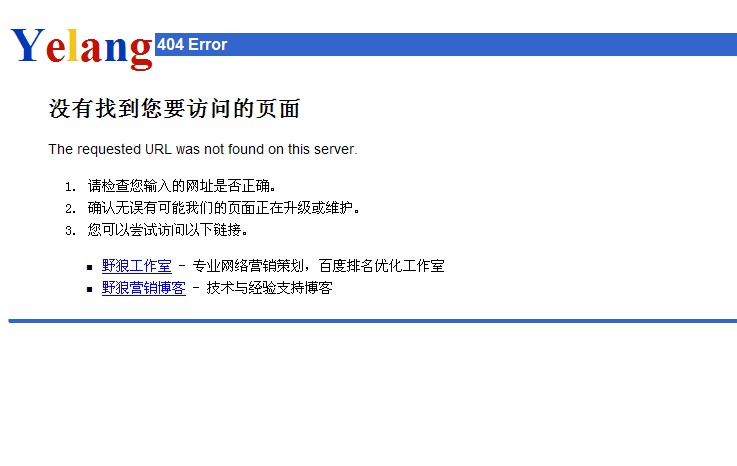 Yelang 404 Error
没有找到您要访问的页面
The requested URL was not found on this server.
1. 请检查您输入的网址是否正确。
2. 确认无误有可能我们的页面正在升级或维护。
3. 您可以尝试访问以下链接。
▪ 野狼工作室 - 专业网络营销策划，百度排名优化工作室
▪ 野狼营销博客 - 技术与经验支持博客